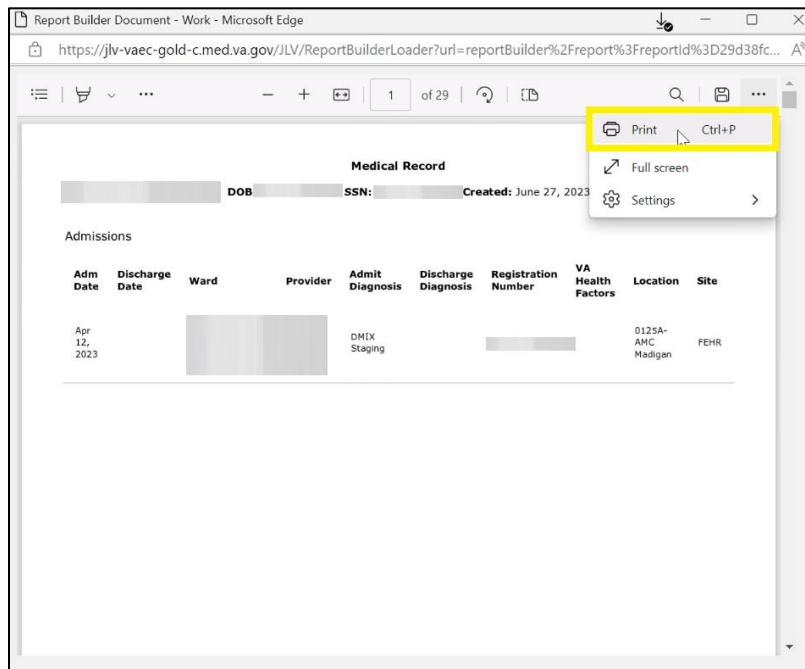 Report Builder Document - Work - Microsoft Edge
https://jlv-vaec-gold-c.med.va.gov/JLV/ReportBuilderLoader?url=reportBuilder%2Freport%3FreportId%3D29d38fc...
1 of 29
Print Ctrl+P
Full screen
Settings
Medical Record
DOB SSN: Created: June 27, 2023
Admissions
Adm Discharge Ward Provider Admit Discharge Registration VA Location Site
Date Date Diagnosis Diagnosis Number Health
Factors
Apr
12,
2023
DMIX
Staging
0125A-
AMC
Madigan
FEHR